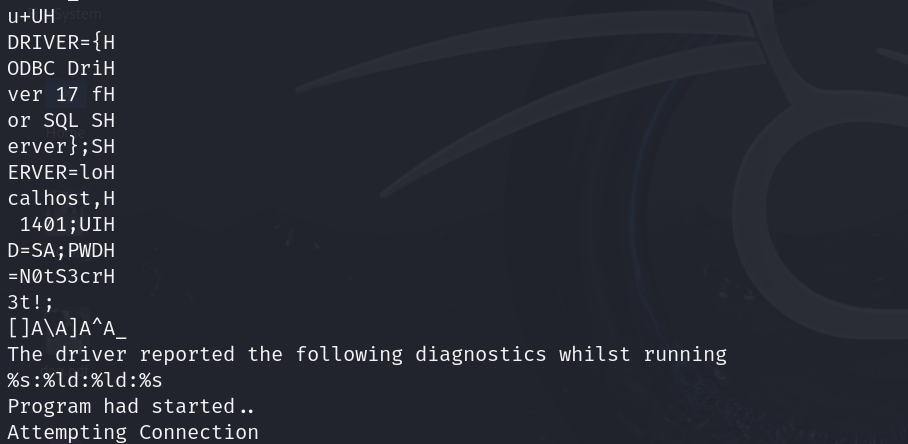 u+UH
DRIVER={H
ODBC DriH
ver 17 fH
or SQL SH
erver};SH
ERVER=loH
calhost,H
 1401;UIH
D=SA;PWDH
=N0tS3crH
3t!;
[]A\A]A^A_
The driver reported the following diagnostics whilst running
%s:%ld:%ld:%s
Program had started..
Attempting Connection